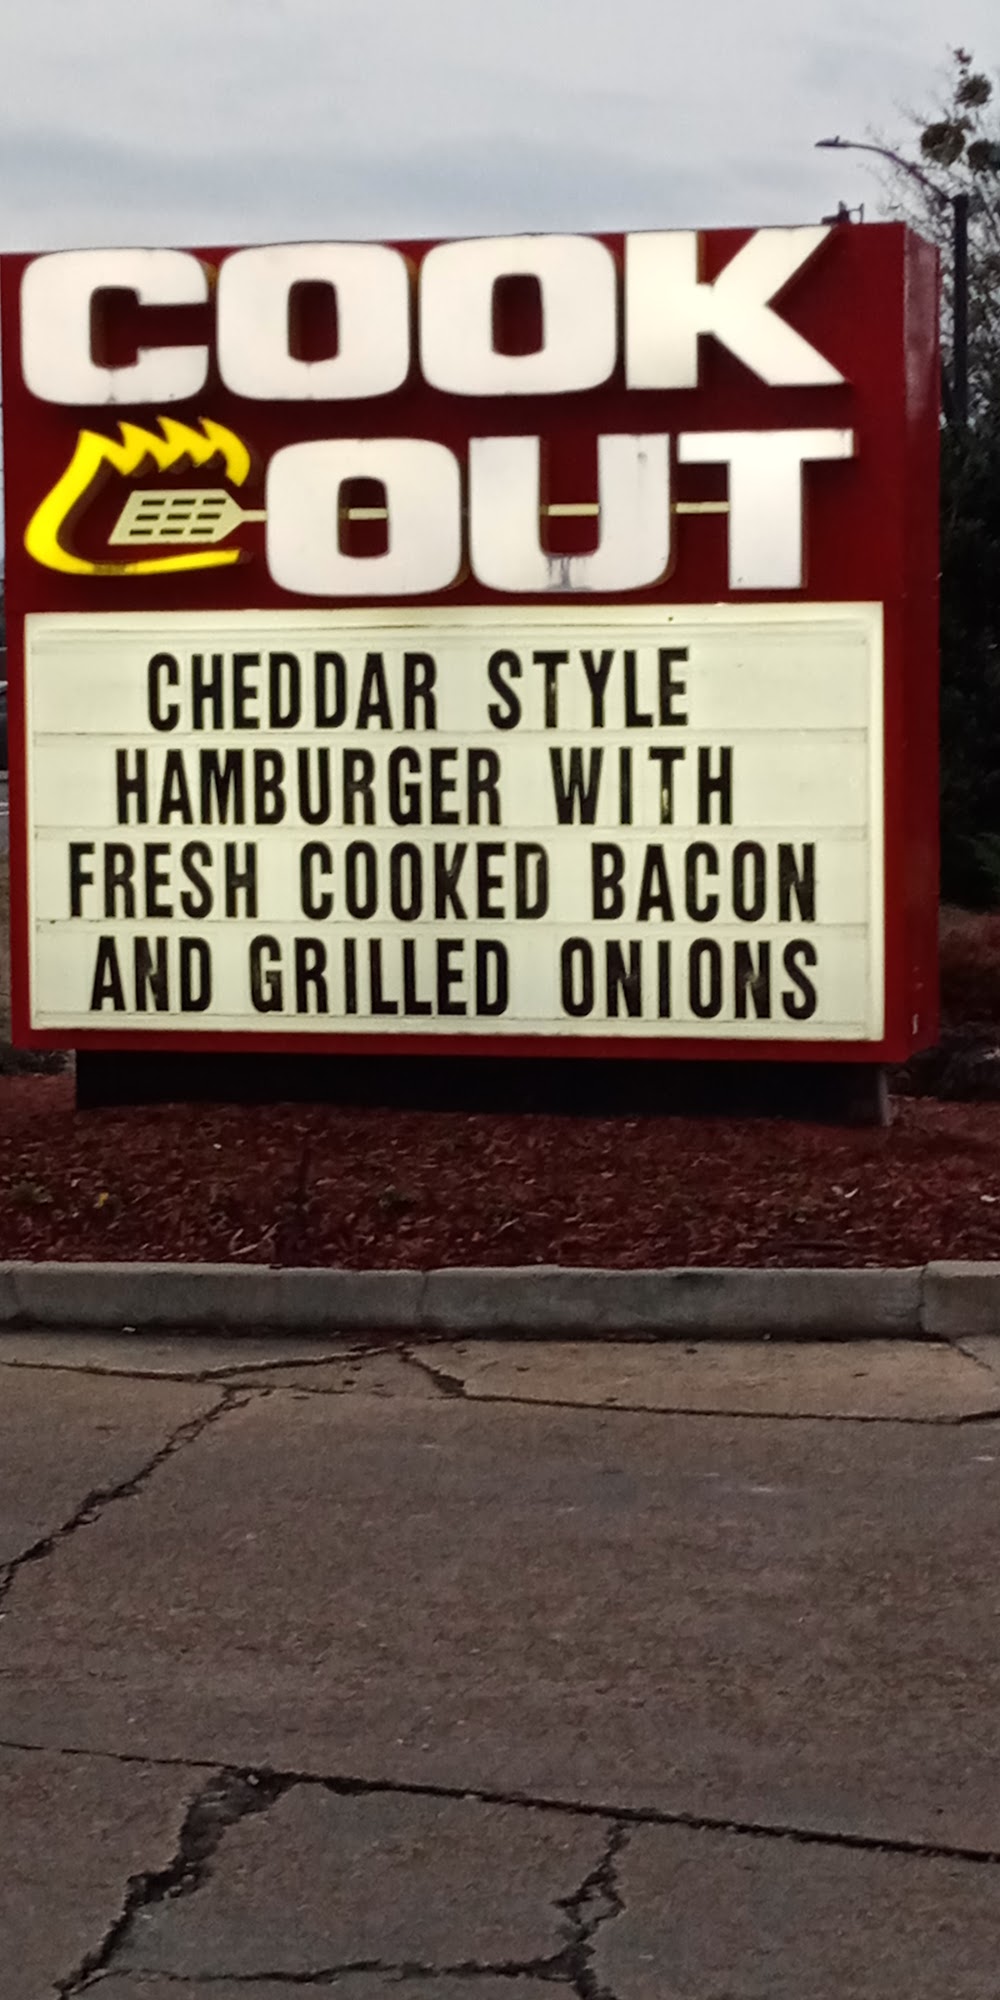 COOK
OUT
CHEDDAR STYLE
HAMBURGER WITH
FRESH COOKED BACON
AND GRILLED ONIONS